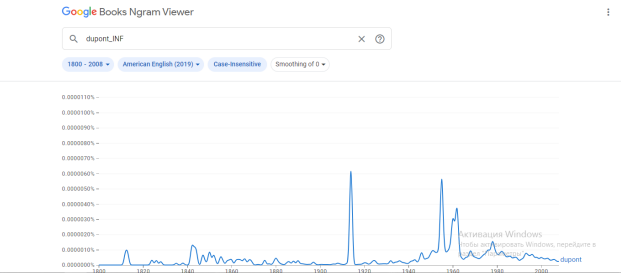 Google Books Ngram Viewer
dupont_INF
1800 - 2008 American English (2019) Case-Insensitive Smoothing of 0
0.0000110%
0.0000100%
0.0000090%
0.0000080%
0.0000070%
0.0000060%
0.0000050%
0.0000040%
0.0000030%
0.0000020%
0.0000010%
0.0000000%
1800 1820 1840 1860 1880 1900 1920 1940 1960 1980 2000
dupont
Активация Windows
Чтобы активировать Windows, перейдите в